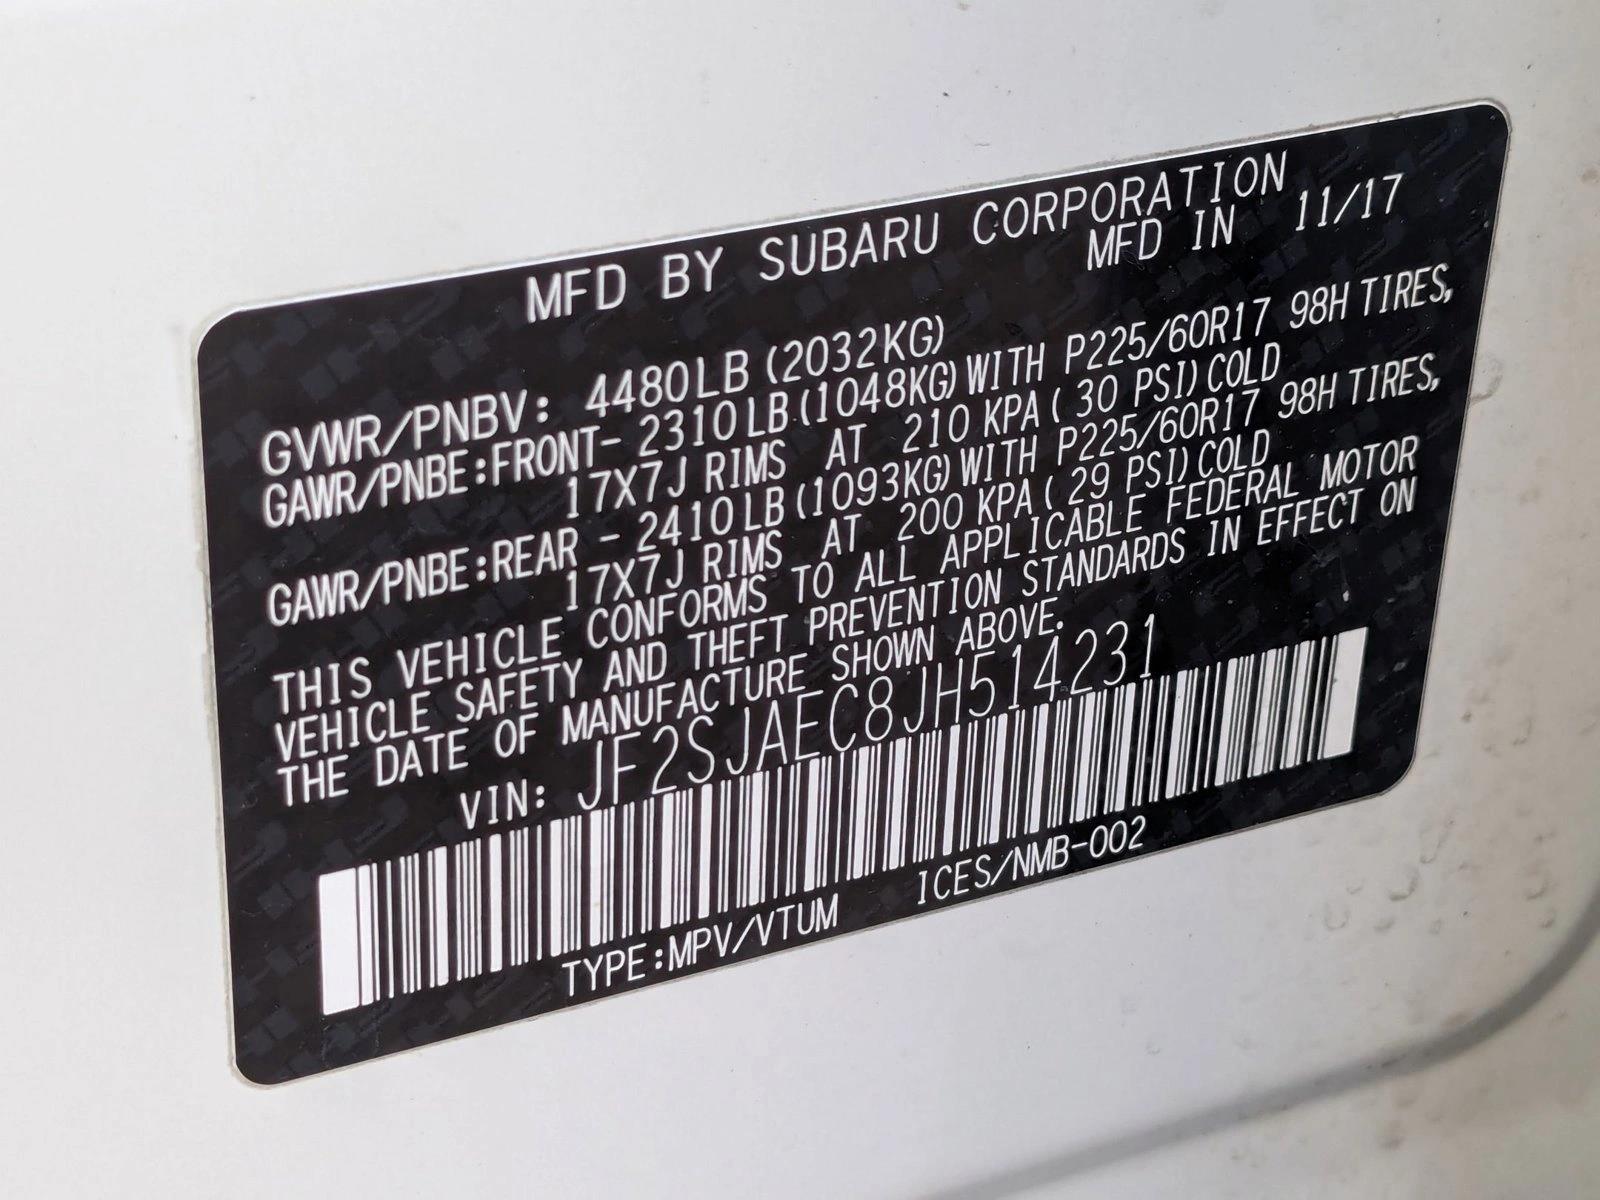 MFD BY SUBARU CORPORATION
MFD IN 11/17
GVWR/PNBV: 4480LB (2032KG)
GAWR/PNBE:FRONT- 2310LB(1048KG)WITH P225/60R17 98H TIRES,
17X7J RIMS AT 210 KPA( 30 PSI)COLD
GAWR/PNBE:REAR - 2410LB(1093KG)WITH P225/60R17 98H TIRES,
17X7J RIMS AT 200 KPA( 29 PSI)COLD
THIS VEHICLE CONFORMS TO ALL APPLICABLE FEDERAL MOTOR
VEHICLE SAFETY AND THEFT PREVENTION STANDARDS IN EFFECT ON
THE DATE OF MANUFACTURE SHOWN ABOVE.
VIN: JF2SJAEC8JH514231
TYPE:MPV/VTUM ICES/NMB-002